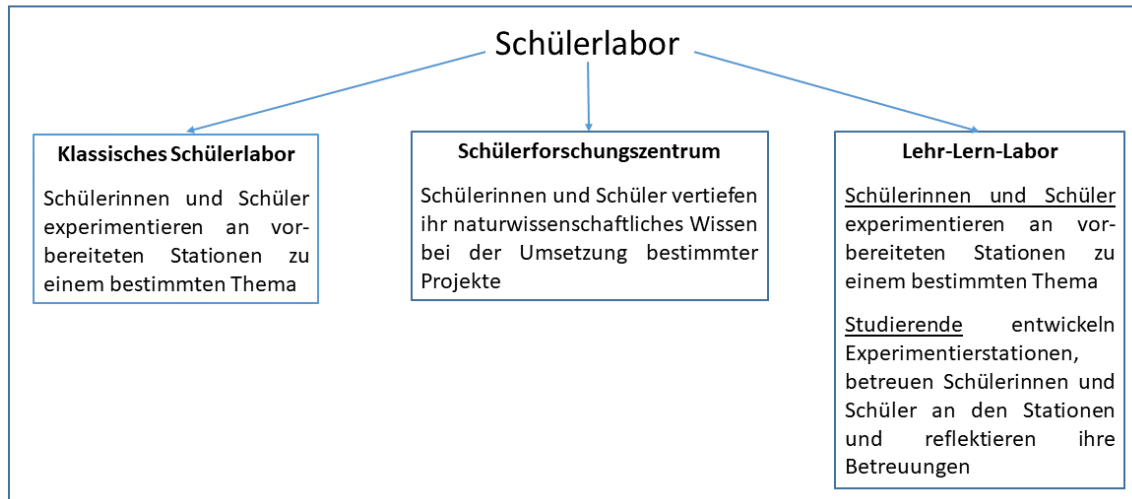 Schülerlabor
Klassisches Schülerlabor
Schülerinnen und Schüler
experimentieren an vor-
bereiteten Stationen zu
einem bestimmten Thema
Schülerforschungszentrum
Schülerinnen und Schüler vertiefen
ihr naturwissenschaftliches Wissen
bei der Umsetzung bestimmter
Projekte
Lehr-Lern-Labor
Schülerinnen und Schüler
experimentieren an vor-
bereiteten Stationen zu
einem bestimmten Thema
Studierende entwickeln
Experimentierstationen,
betreuen Schülerinnen und
Schüler an den Stationen
und reflektieren ihre
Betreuungen